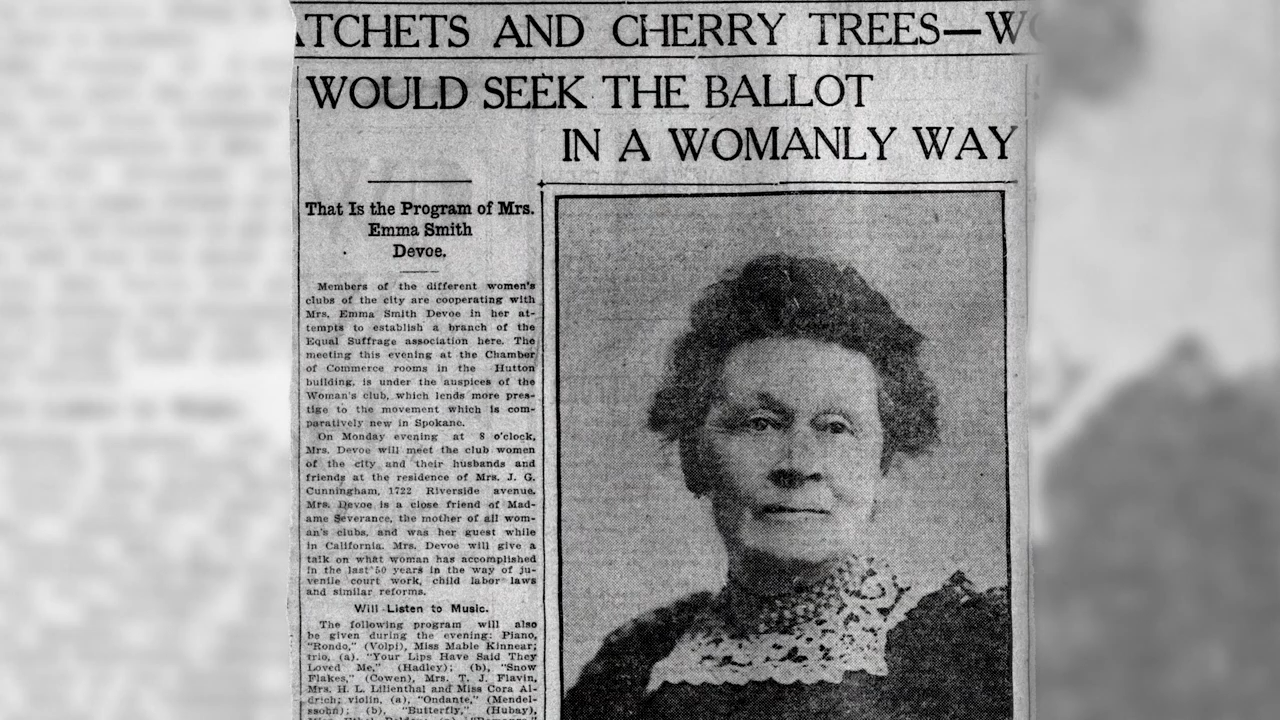 ATCHETS AND CHERRY TREES—WO
WOULD SEEK THE BALLOT
IN A WOMANLY WAY
That Is the Program of Mrs.
Emma Smith
Devoe.
Members of the different women's
clubs of the city are cooperating with
Mrs. Emma Smith Devoe in her at-
tempts to establish a branch of the
Equal Suffrage association here. The
meeting this evening at the Chamber
of Commerce rooms in the Hutton
building, is under the auspices of the
Woman's club, which lends more pres-
tige to the movement which is com-
paratively new in Spokane.
On Monday evening at 8 o'clock,
Mrs. Devoe will meet the club women
of the city and their husbands and
friends at the residence of Mrs. J. G.
Cunningham, 1722 Riverside avenue.
Mrs. Devoe is a close friend of Mad-
ame Severance, the mother of all wom-
an's clubs, and was her guest while
in California. Mrs. Devoe will give a
talk on what woman has accomplished
in the last 50 years in the way of ju-
venile court work, child labor laws
and similar reforms.
Will Listen to Music.
The following program will also
be given during the evening: Piano,
"Rondo," (Volpi), Miss Mable Kinnear;
trio, (a). "Your Lips Have Said They
Loved Me," (Hadley); (b), "Snow
Flakes," (Cowen), Mrs. T. J. Flavin,
Mrs. H. L. Lilienthal and Miss Cora Al-
drich; violin, (a), "Ondante," (Mendel-
ssohn); (b), "Butterfly," (Hubay),